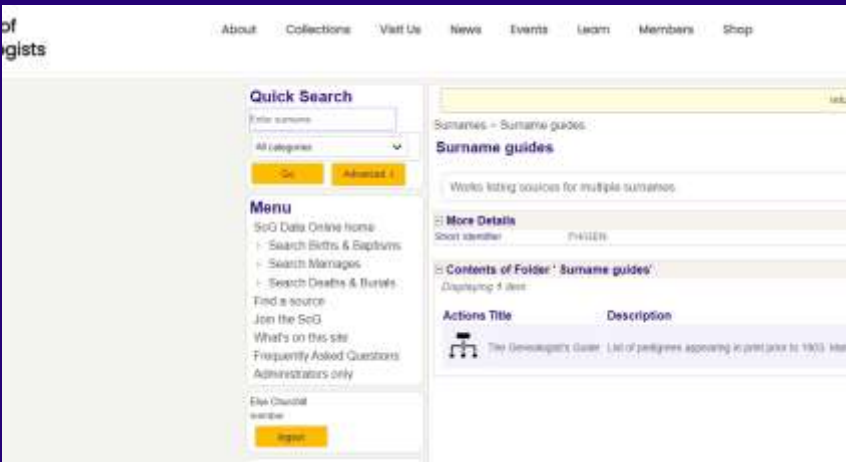 of
ogists
About Collections Visit Us News Events Learn Members Shop
Quick Search
Enter surname
All categories
Go Advanced
Menu
SoG Data Online home
Search Births & Baptisms
Search Marriages
Search Deaths & Burials
Find a source
Join the SoG
What's on this site
Frequently Asked Questions
Administrators only
Else Churchill
member
logout
Surnames > Surname guides
Surname guides
Works listing sources for multiple surnames
More Details
Short identifier
Contents of Folder ' Surname guides'
Displaying 1 item
Actions Title Description
The Genealogist's Guide List of pedigrees appearing in print prior to 1903.